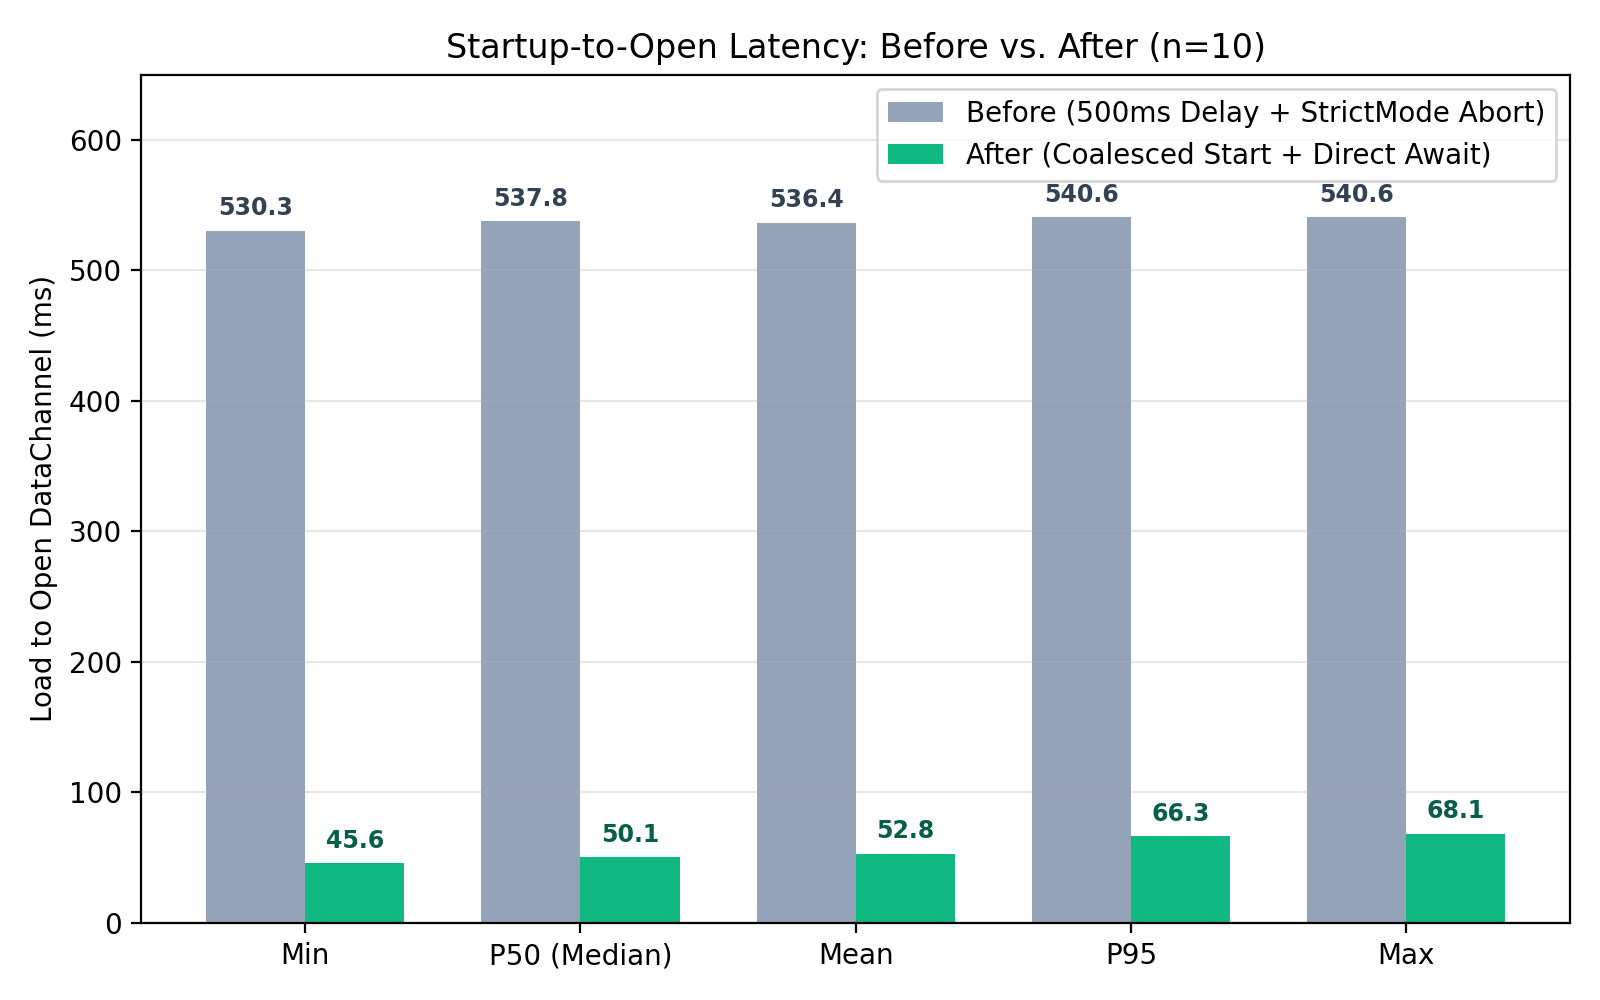 Startup-to-Open Latency: Before vs. After (n=10)
Before (500ms Delay + StrictMode Abort)
After (Coalesced Start + Direct Await)
Load to Open DataChannel (ms)
600
500
400
300
200
100
0
530.3
537.8
536.4
540.6
540.6
45.6
50.1
52.8
66.3
68.1
Min
P50 (Median)
Mean
P95
Max